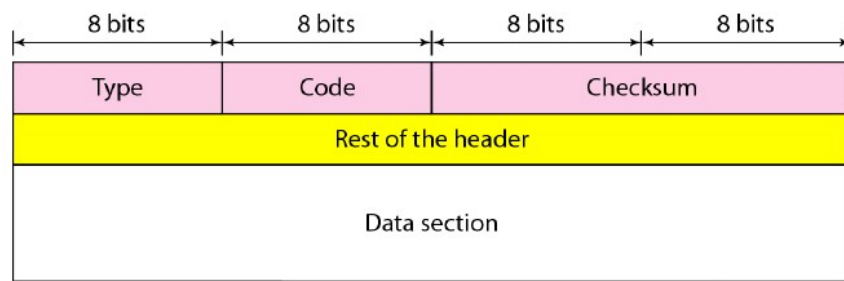 8 bits 8 bits 8 bits 8 bits
Type Code Checksum
Rest of the header
Data section